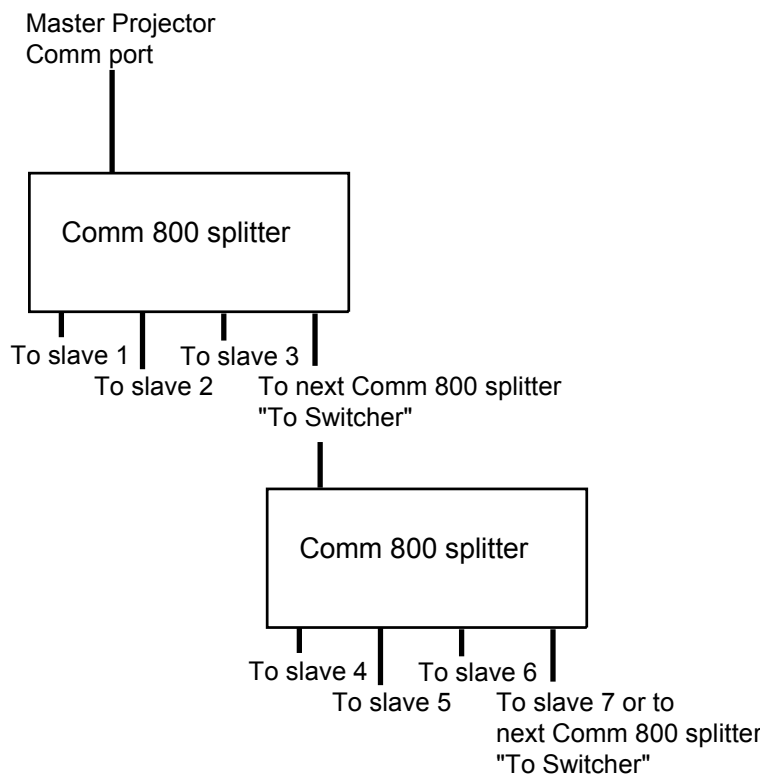 Master Projector
Comm port
Comm 800 splitter
To slave 1
To slave 2
To slave 3
To next Comm 800 splitter
"To Switcher"
Comm 800 splitter
To slave 4
To slave 5
To slave 6
To slave 7 or to
next Comm 800 splitter
"To Switcher"